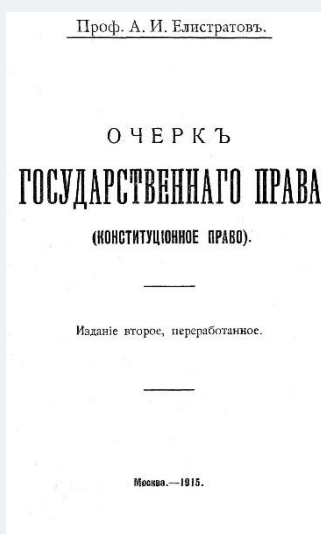 Проф. А. И. Елистратовъ.
ОЧЕРКЪ
ГОСУДАРСТВЕННАГО ПРАВА
(КОНСТИТУЦІОННОЕ ПРАВО).
Изданіе второе, переработанное.
Москва.—1915.